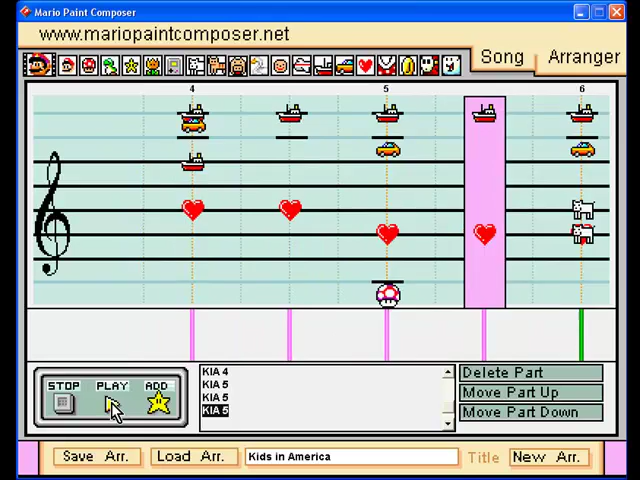 Mario Paint Composer
www.mariopaintcomposer.net
Song
Arranger
4
5
6
STOP
PLAY
ADD
KIA 4
KIA 5
KIA 5
KIA 5
Delete Part
Move Part Up
Move Part Down
Save Arr.
Load Arr.
Kids in America
Title
New Arr.